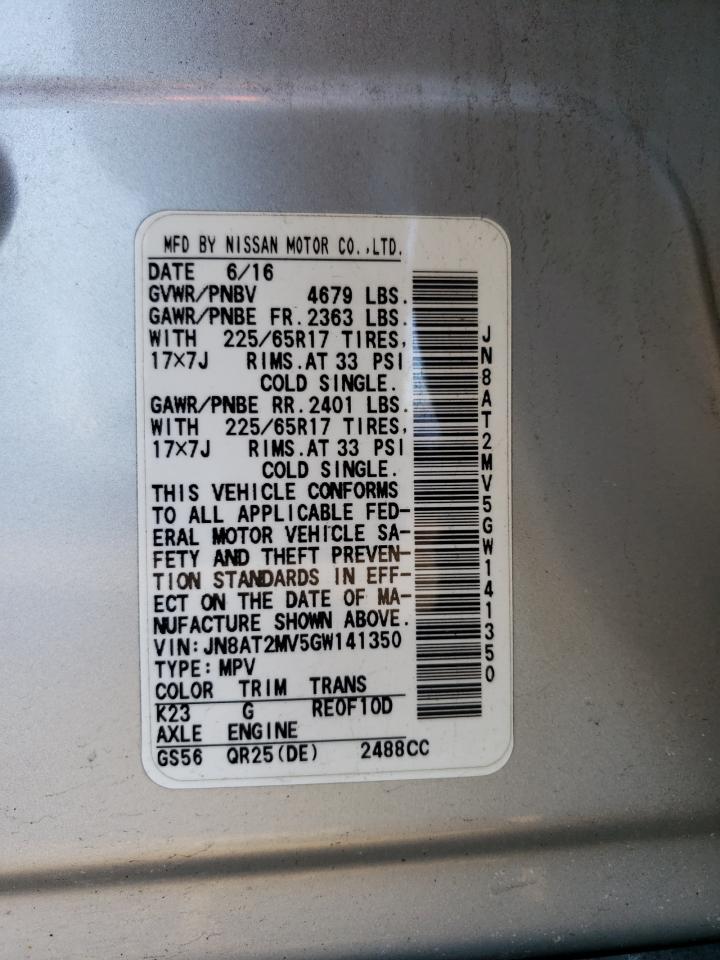 MFD BY NISSAN MOTOR CO.,LTD.
DATE 6/16
GVWR/PNBV 4679 LBS.
GAWR/PNBE FR.2363 LBS.
WITH 225/65R17 TIRES,
17×7J RIMS.AT 33 PSI
COLD SINGLE.
GAWR/PNBE RR.2401 LBS.
WITH 225/65R17 TIRES,
17×7J RIMS.AT 33 PSI
COLD SINGLE.
THIS VEHICLE CONFORMS
TO ALL APPLICABLE FED-
ERAL MOTOR VEHICLE SA-
FETY AND THEFT PREVEN-
TION STANDARDS IN EFF-
ECT ON THE DATE OF MA-
NUFACTURE SHOWN ABOVE.
VIN:JN8AT2MV5GW141350
TYPE:MPV
COLOR TRIM TRANS
K23 G RE0F10D
AXLE ENGINE
GS56 QR25(DE) 2488CC
JN8AT2MV5GW141350